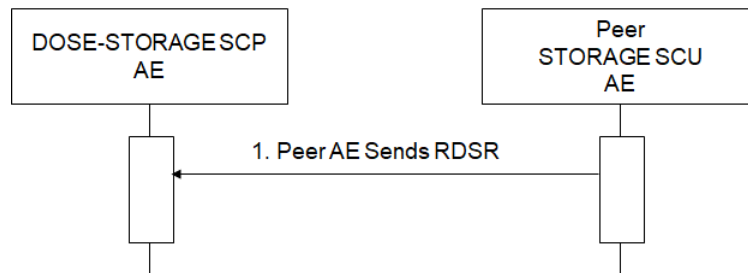 DOSE-STORAGE SCP
AE
Peer
STORAGE SCU
AE
1. Peer AE Sends RDSR